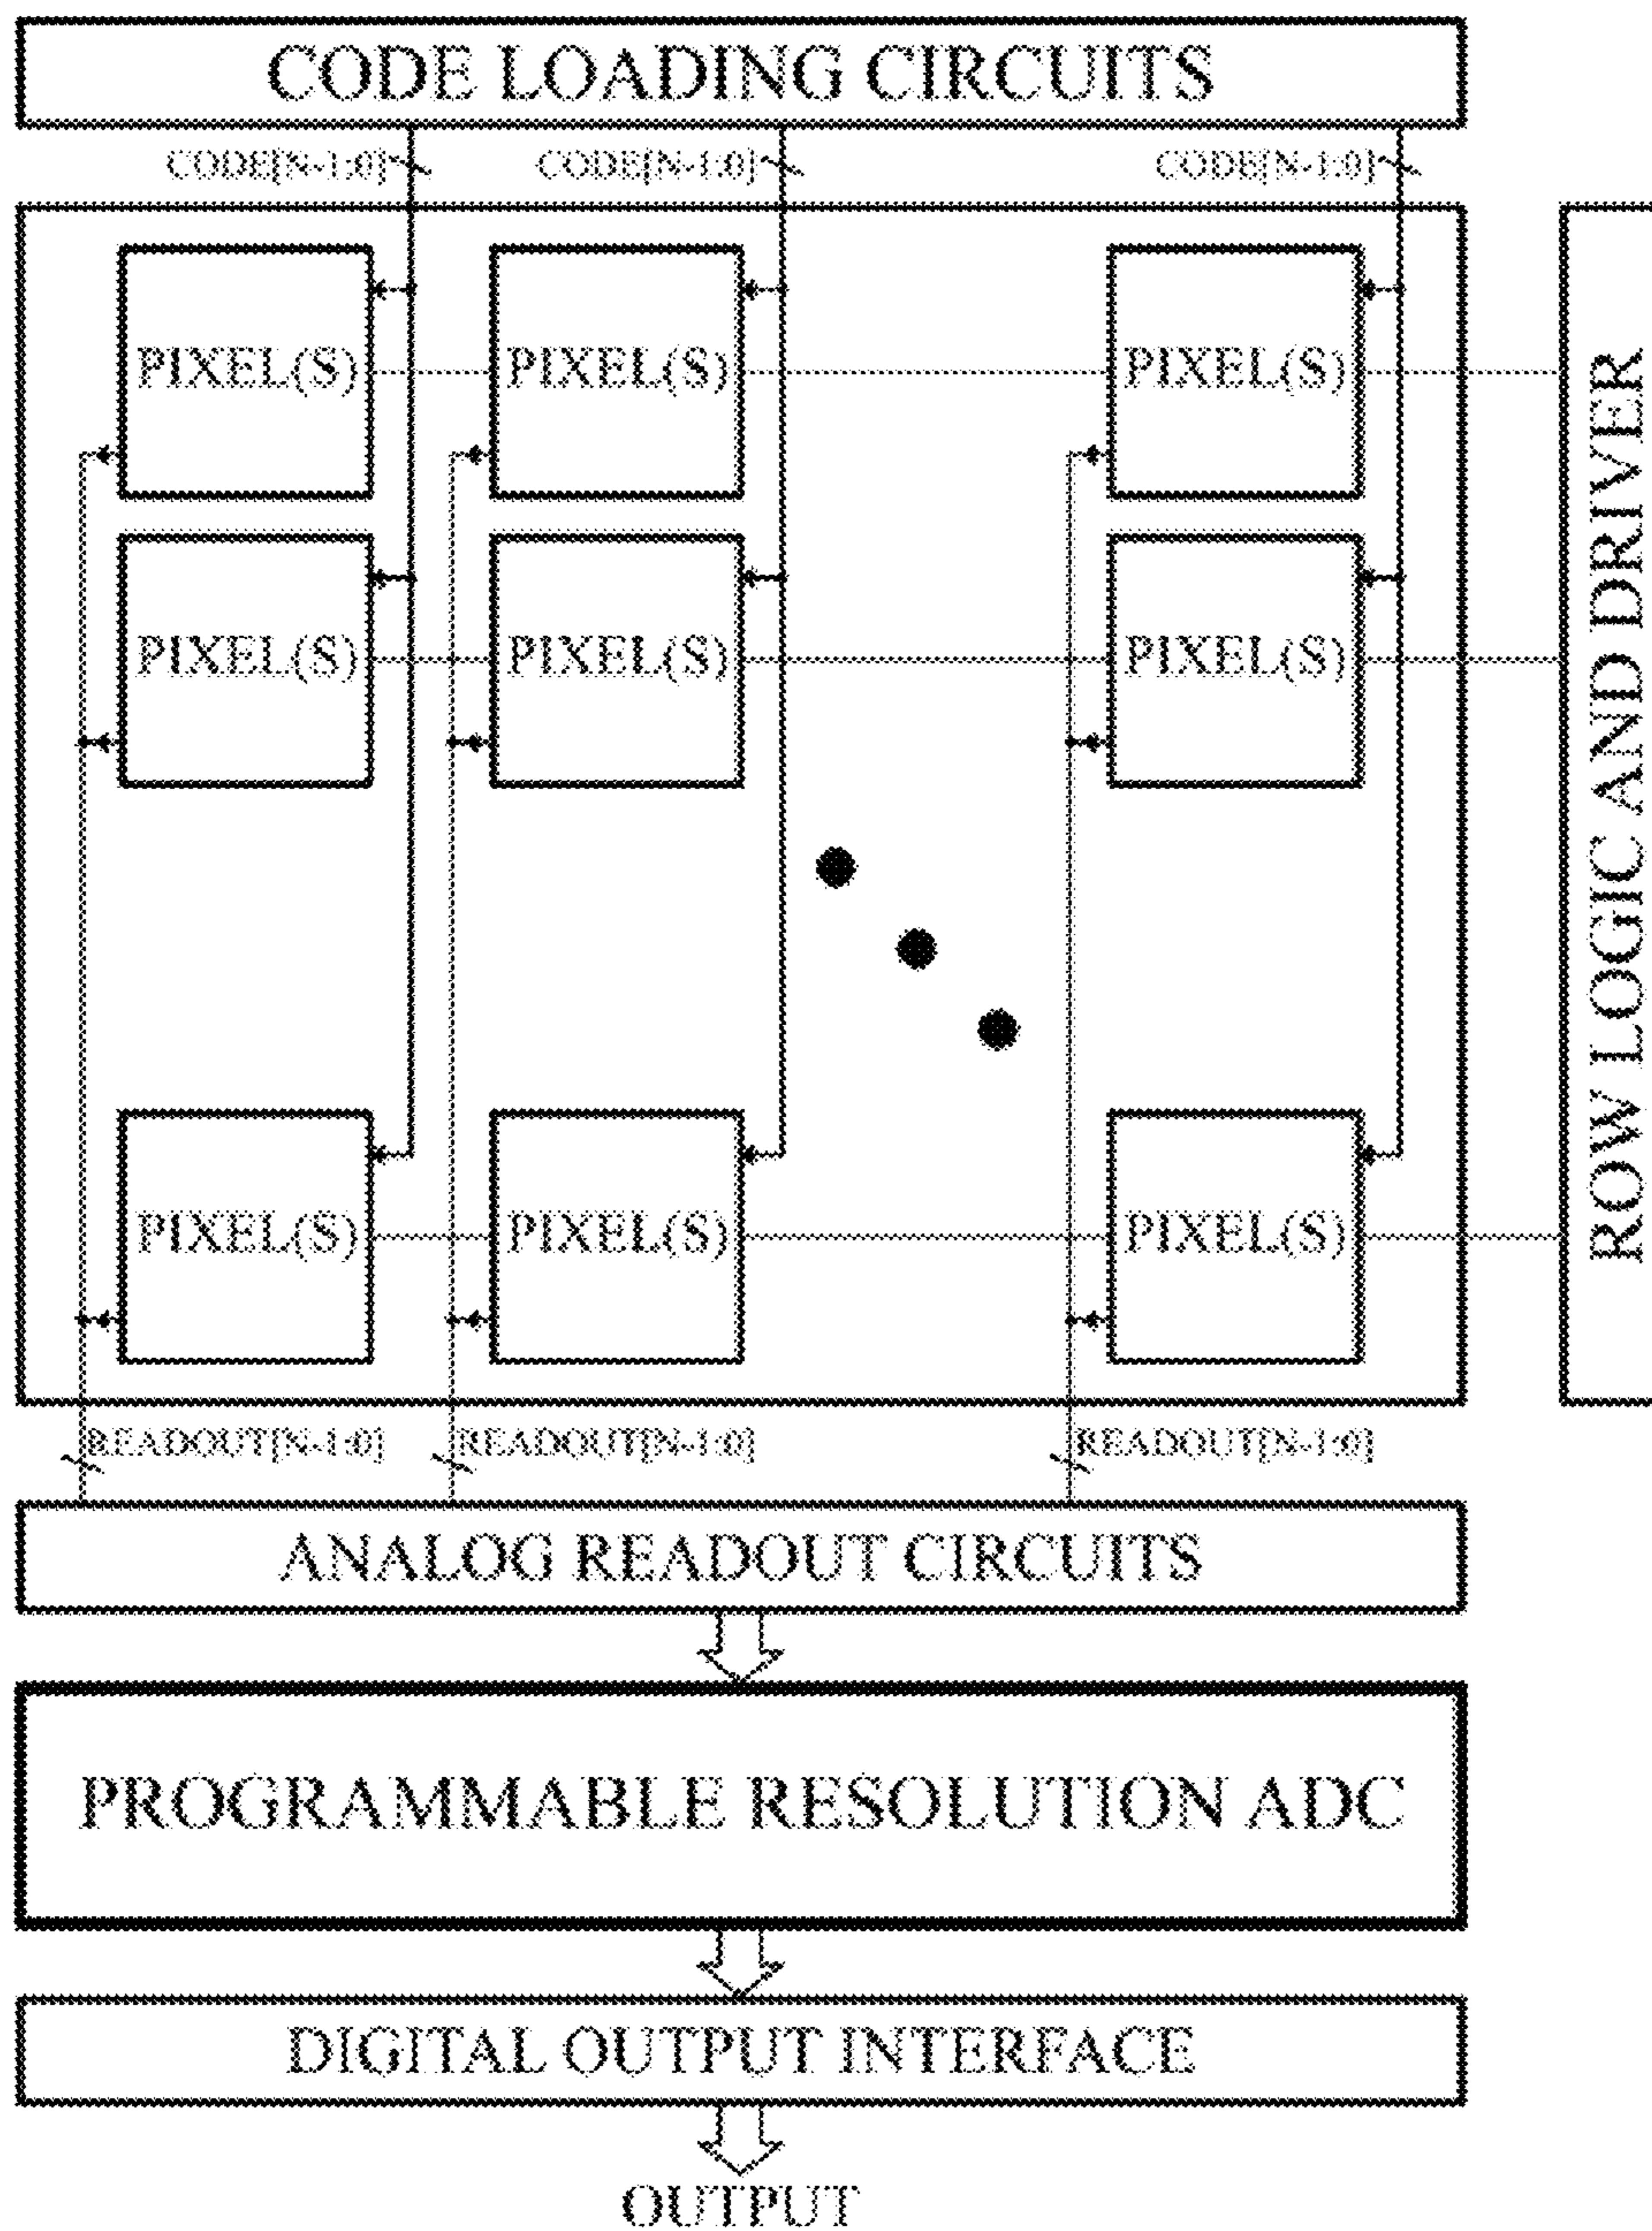 CODE LOADING CIRCUITS
CODE[N-1:0] CODE[N-1:0] CODE[N-1:0]
PIXEL(S) PIXEL(S) PIXEL(S)
PIXEL(S) PIXEL(S) PIXEL(S)
PIXEL(S) PIXEL(S) PIXEL(S)
ROW LOGIC AND DRIVER
READOUT[N-1:0] READOUT[N-1:0] READOUT[N-1:0]
ANALOG READOUT CIRCUITS
PROGRAMMABLE RESOLUTION ADC
DIGITAL OUTPUT INTERFACE
OUTPUT